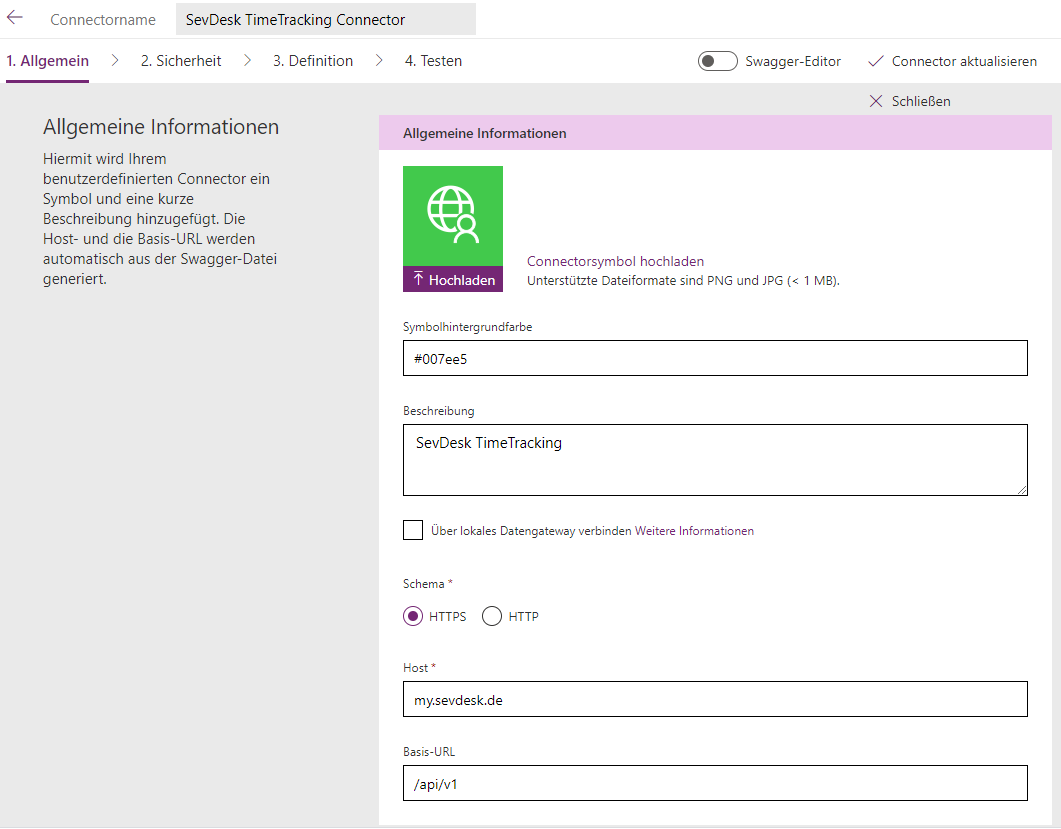 Connectorname
SevDesk TimeTracking Connector
1. Allgemein
2. Sicherheit
3. Definition
4. Testen
Swagger-Editor
Connector aktualisieren
Schließen
Allgemeine Informationen
Hiermit wird Ihrem
benutzerdefinierten Connector ein
Symbol und eine kurze
Beschreibung hinzugefügt. Die
Host- und die Basis-URL werden
automatisch aus der Swagger-Datei
generiert.
Allgemeine Informationen
Hochladen
Connectorsymbol hochladen
Unterstützte Dateiformate sind PNG und JPG (< 1 MB).
Symbolhintergrundfarbe
#007ee5
Beschreibung
SevDesk TimeTracking
Über lokales Datengateway verbinden Weitere Informationen
Schema *
HTTPS
HTTP
Host *
my.sevdesk.de
Basis-URL
/api/v1